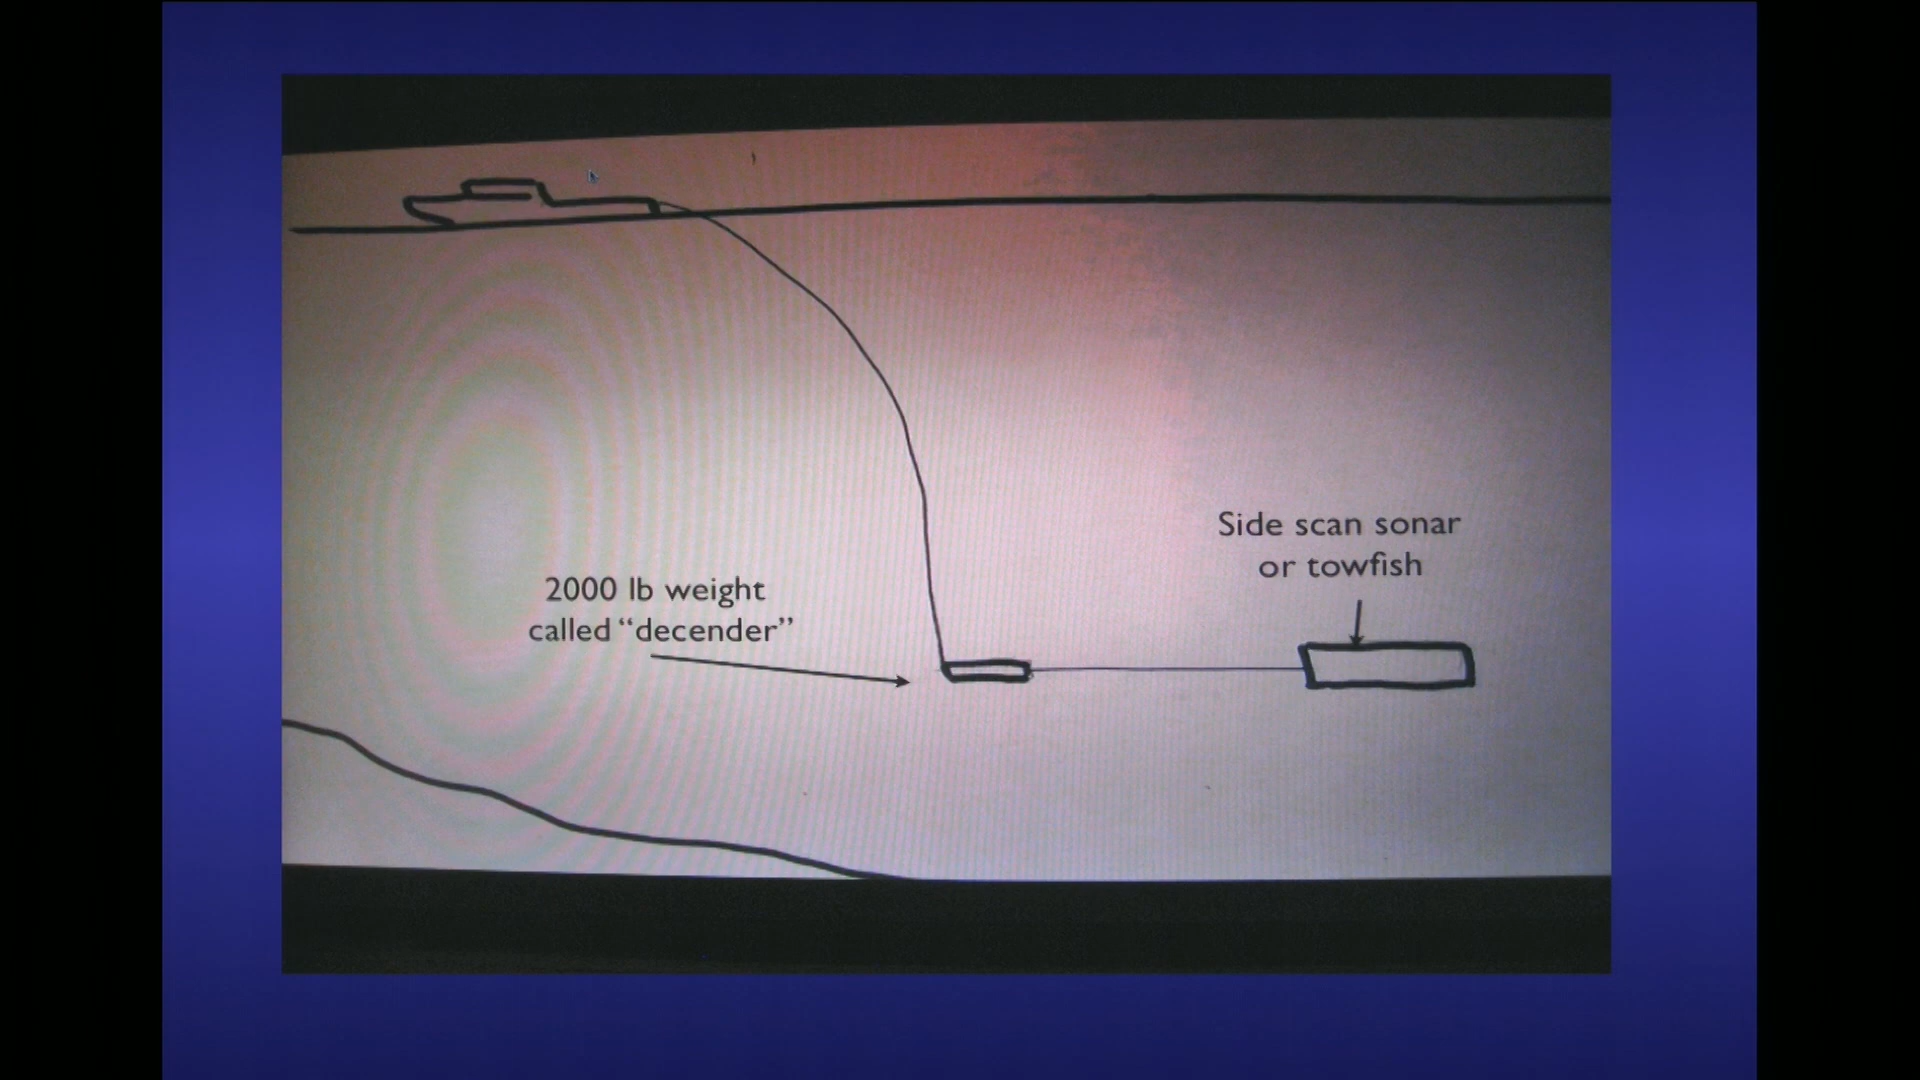 Side scan sonar
or towfish
2000 lb weight
called “decender”